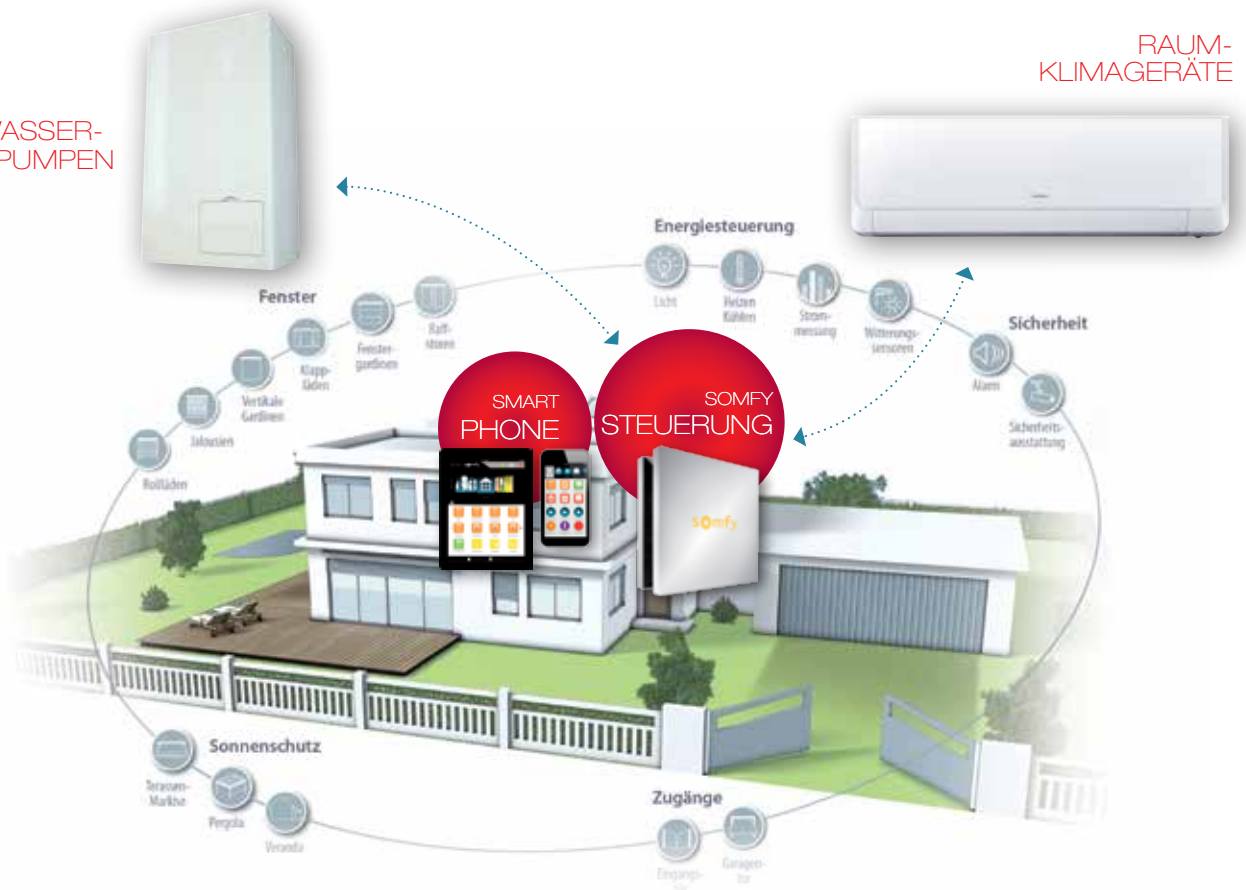 RAUM-
KLIMAGERÄTE
WASSER-
PUMPEN
Energiesteuerung
Licht
Heizen
Kühlen
Strom-
messung
Witterungs-
sensoren
Sicherheit
Alarm
Sicherheits-
ausstattung
Fenster
Raff-
storen
Fenster-
gardinen
Klapp-
läden
Vertikale
Gardinen
Jalousien
Rollläden
SMART
PHONE
SOMFY
STEUERUNG
somfy
Sonnenschutz
Terassen-
Markise
Pergola
Veranda
Zugänge
Eingangs-
Garagen-
tor